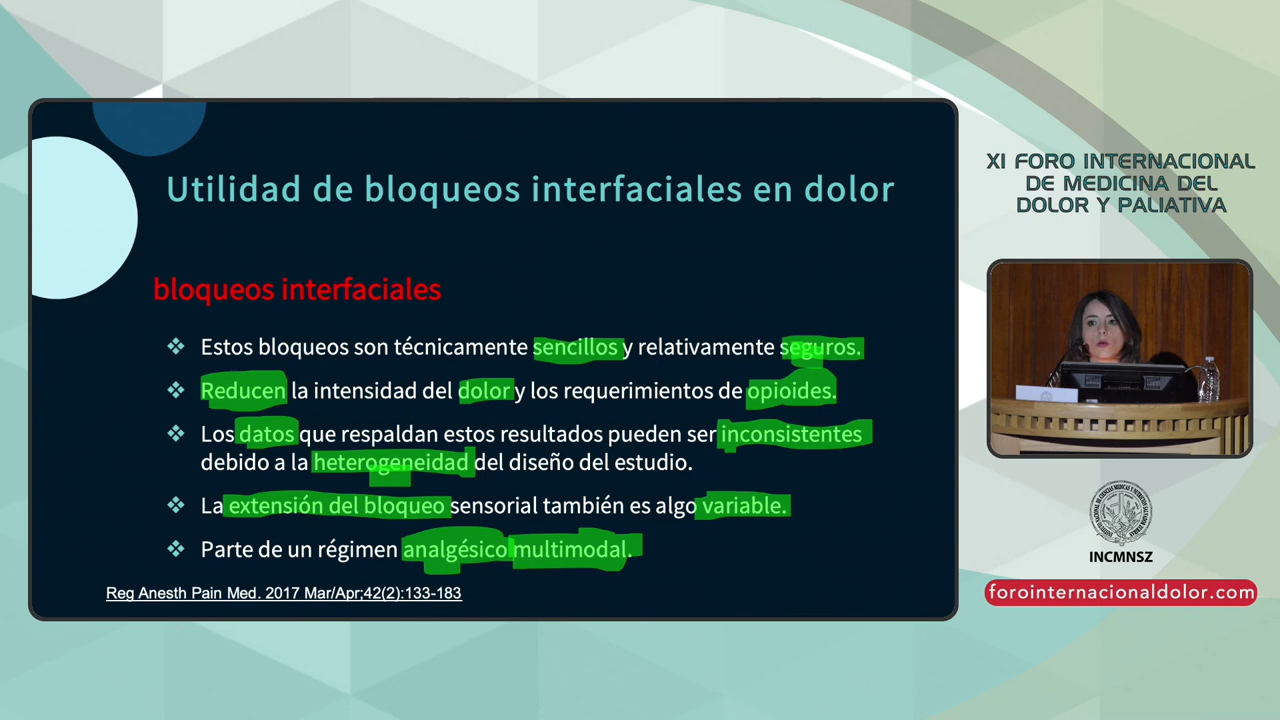 Utilidad de bloqueos interfaciales en dolor
bloqueos interfaciales
❖ Estos bloqueos son técnicamente sencillos y relativamente seguros.
❖ Reducen la intensidad del dolor y los requerimientos de opioides.
❖ Los datos que respaldan estos resultados pueden ser inconsistentes
debido a la heterogeneidad del diseño del estudio.
❖ La extensión del bloqueo sensorial también es algo variable.
❖ Parte de un régimen analgésico multimodal.
Reg Anesth Pain Med. 2017 Mar/Apr;42(2):133-183
XI FORO INTERNACIONAL
DE MEDICINA DEL
DOLOR Y PALIATIVA
INCMNSZ
forointernacionaldolor.com